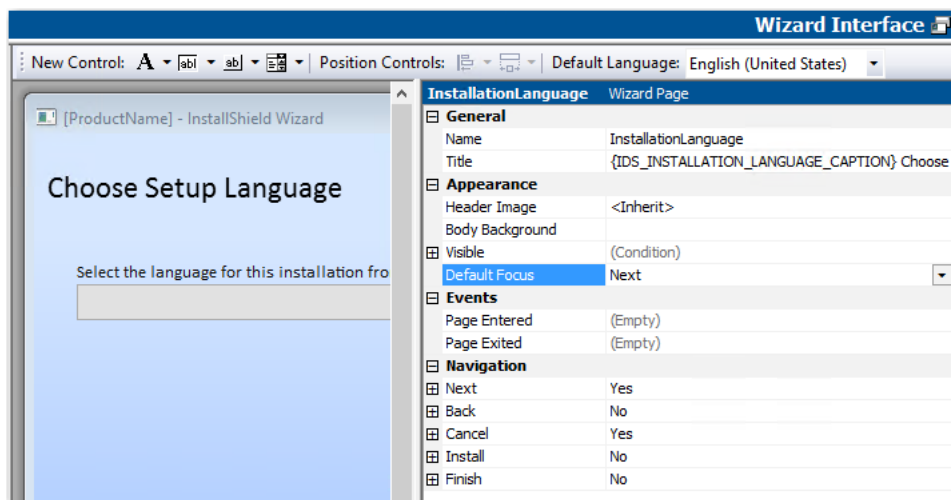 Wizard Interface
New Control: A abl ab Position Controls: Default Language: English (United States)
[ProductName] - InstallShield Wizard
Choose Setup Language
Select the language for this installation fro
InstallationLanguage Wizard Page
General
Name InstallationLanguage
Title {IDS_INSTALLATION_LANGUAGE_CAPTION} Choose
Appearance
Header Image <Inherit>
Body Background
Visible (Condition)
Default Focus Next
Events
Page Entered (Empty)
Page Exited (Empty)
Navigation
Next Yes
Back No
Cancel Yes
Install No
Finish No